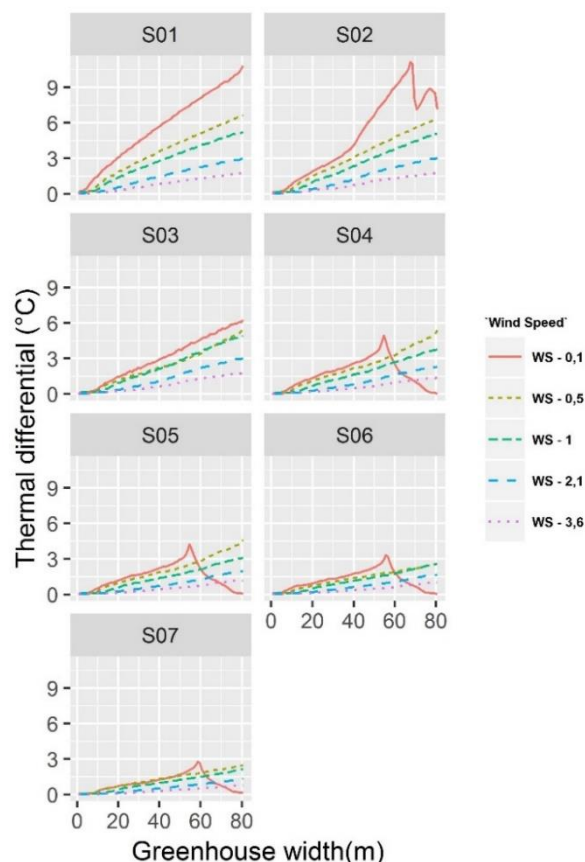 S01 S02
9
6
3
0
S03 S04
9
6
3
0
S05 S06
9
6
3
0
0 20 40 60 80
S07
9
6
3
0
0 20 40 60 80
Thermal differential (°C)
Greenhouse width(m)
`Wind Speed`
WS - 0,1
WS - 0,5
WS - 1
WS - 2,1
WS - 3,6